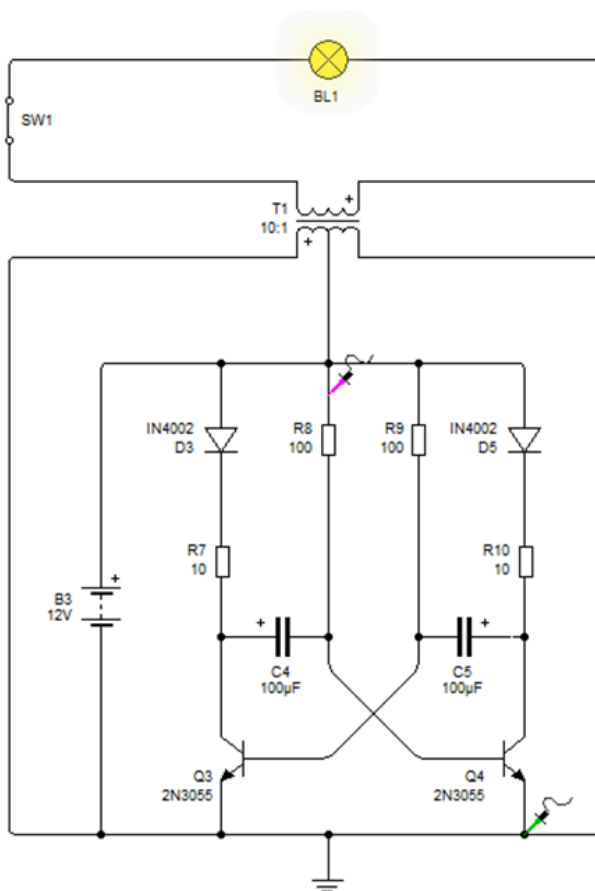 BL1
SW1
+
T1
10:1
+
IN4002
D3
R8
100
R9
100
IN4002
D5
R7
10
R10
10
+
B3
12V
+
C4
100µF
+
C5
100µF
Q3
2N3055
Q4
2N3055